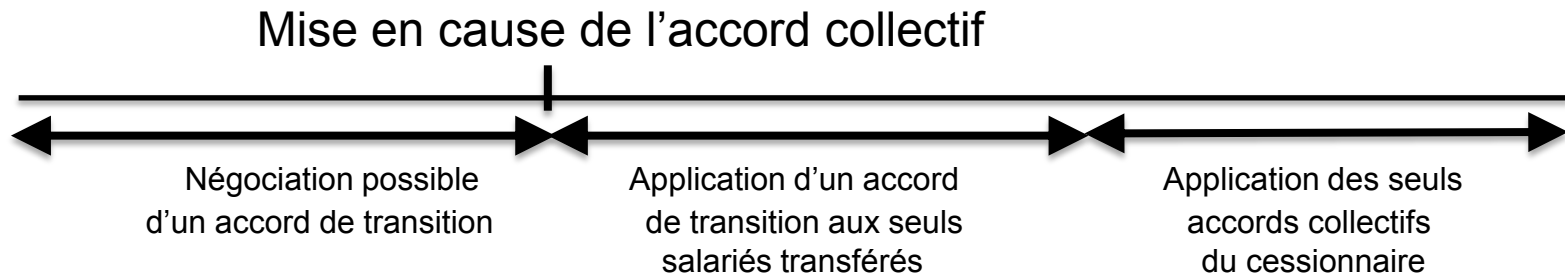 Mise en cause de l’accord collectif
Négociation possible
d’un accord de transition
Application d’un accord
de transition aux seuls
salariés transférés
Application des seuls
accords collectifs
du cessionnaire